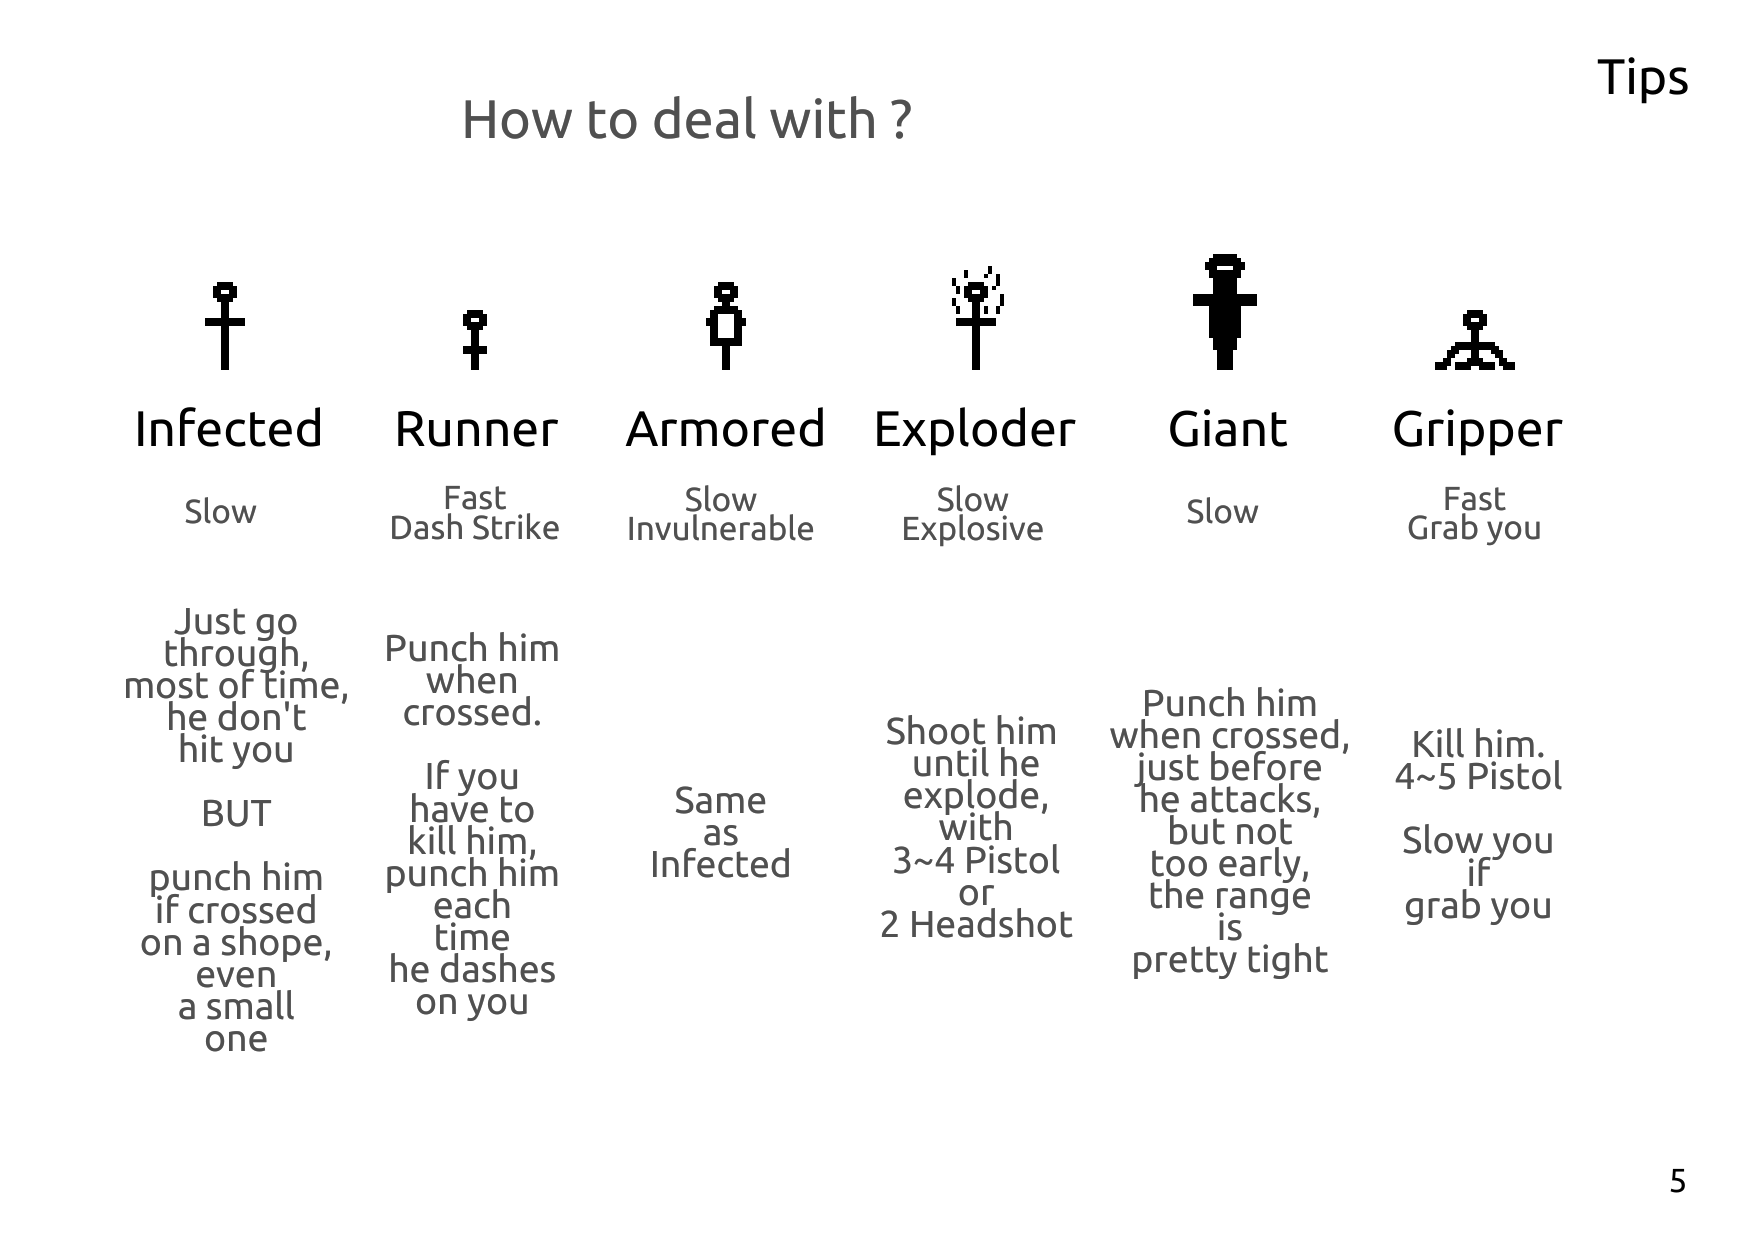 Tips
How to deal with ?
Infected
Slow
Just go
through,
most of time,
he don't
hit you
BUT
punch him
if crossed
on a shope,
even
a small
one
Runner
Fast
Dash Strike
Punch him
when
crossed.
If you
have to
kill him,
punch him
each
time
he dashes
on you
Armored
Slow
Invulnerable
Same
as
Infected
Exploder
Slow
Explosive
Shoot him
until he
explode,
with
3~4 Pistol
or
2 Headshot
Giant
Slow
Punch him
when crossed,
just before
he attacks,
but not
too early,
the range
is
pretty tight
Gripper
Fast
Grab you
Kill him.
4~5 Pistol
Slow you
if
grab you
5